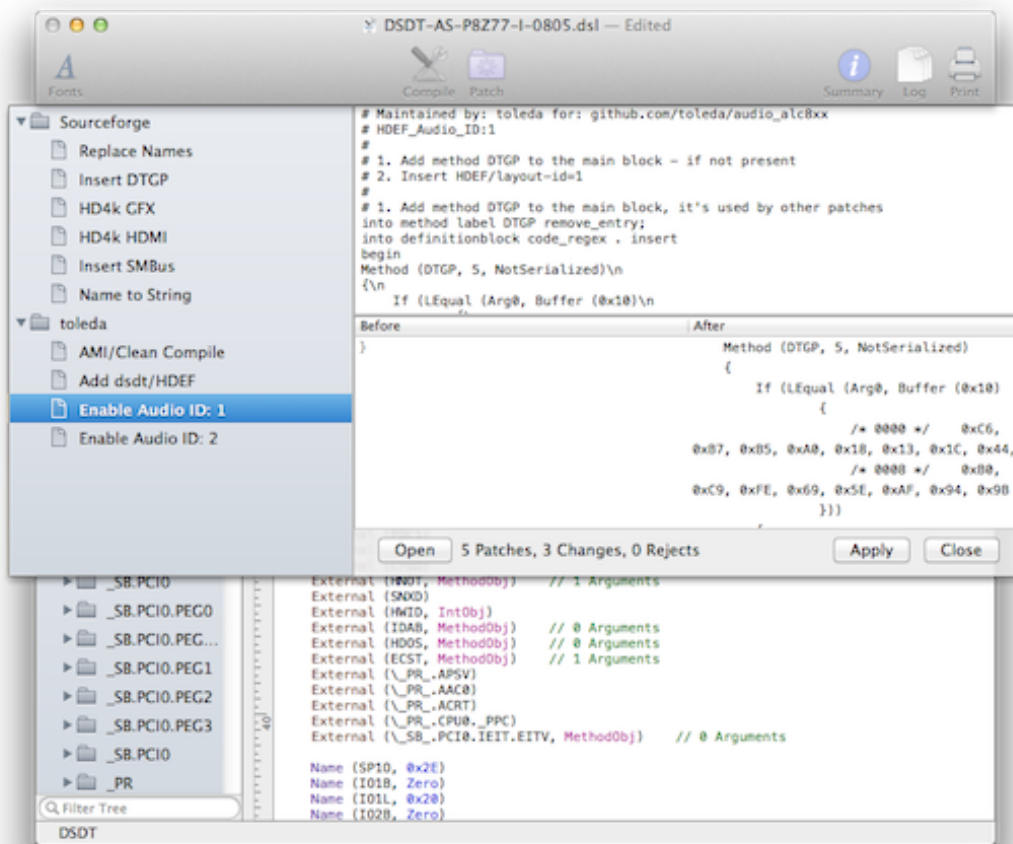 DSDT-AS-P8Z77-I-0805.dsl — Edited
Fonts
Compile
Patch
Summary
Log
Print
Sourceforge
Replace Names
Insert DTGP
HD4k GFX
HD4k HDMI
Insert SMBus
Name to String
toleda
AMI/Clean Compile
Add dsdt/HDEF
Enable Audio ID: 1
Enable Audio ID: 2
# Maintained by: toleda for: github.com/toleda/audio_alc8xx
# HDEF_Audio_ID:1
#
# 1. Add method DTGP to the main block - if not present
# 2. Insert HDEF/layout-id=1
#
# 1. Add method DTGP to the main block, it's used by other patches
into method label DTGP remove_entry;
into definitionblock code_regex . insert
begin
Method (DTGP, 5, NotSerialized)\n
{\n
If (LEqual (Arg0, Buffer (0x10)\n
Before
After
}
Method (DTGP, 5, NotSerialized)
{
If (LEqual (Arg0, Buffer (0x10)
{
/* 0000 */ 0xC6,
0xB7, 0xB5, 0xA0, 0x18, 0x13, 0x1C, 0x44,
/* 0008 */ 0xB0,
0xC9, 0xFE, 0x69, 0x5E, 0xAF, 0x94, 0x9B
}))
Open
5 Patches, 3 Changes, 0 Rejects
Apply
Close
_SB.PCI0
_SB.PCI0.PEG0
_SB.PCI0.PEG...
_SB.PCI0.PEG1
_SB.PCI0.PEG2
_SB.PCI0.PEG3
_SB.PCI0
_PR
Filter Tree
DSDT
40
External (HNOT, MethodObj) // 1 Arguments
External (SNXD)
External (HWID, IntObj)
External (IDAB, MethodObj) // 0 Arguments
External (HDOS, MethodObj) // 0 Arguments
External (ECST, MethodObj) // 1 Arguments
External (\_PR_.APSV)
External (\_PR_.AAC0)
External (\_PR_.ACRT)
External (\_PR_.CPU0._PPC)
External (\_SB_.PCI0.IEIT.EITV, MethodObj) // 0 Arguments
Name (SP1O, 0x2E)
Name (IO1B, Zero)
Name (IO1L, 0x20)
Name (IO2B, Zero)